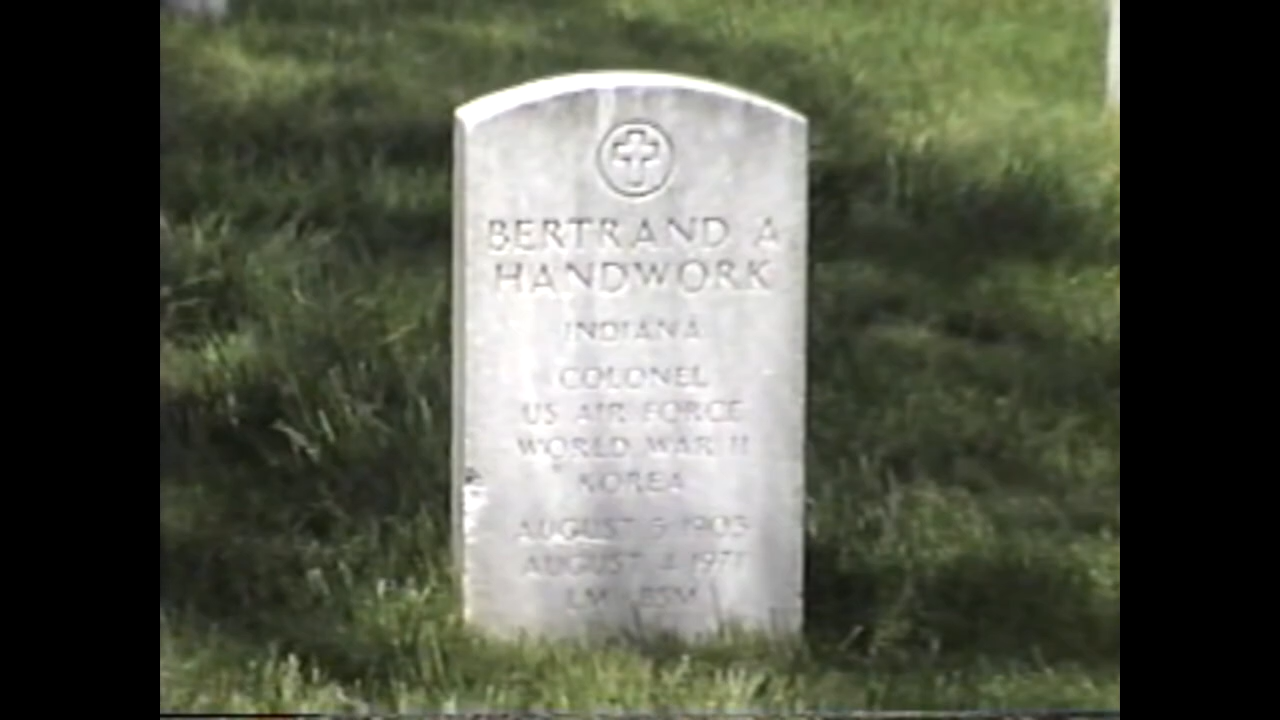 BERTRAND A
HANDWORK
INDIANA
COLONEL
US AIR FORCE
WORLD WAR II
KOREA
AUGUST 5 1903
AUGUST 4 1977
LM BSM